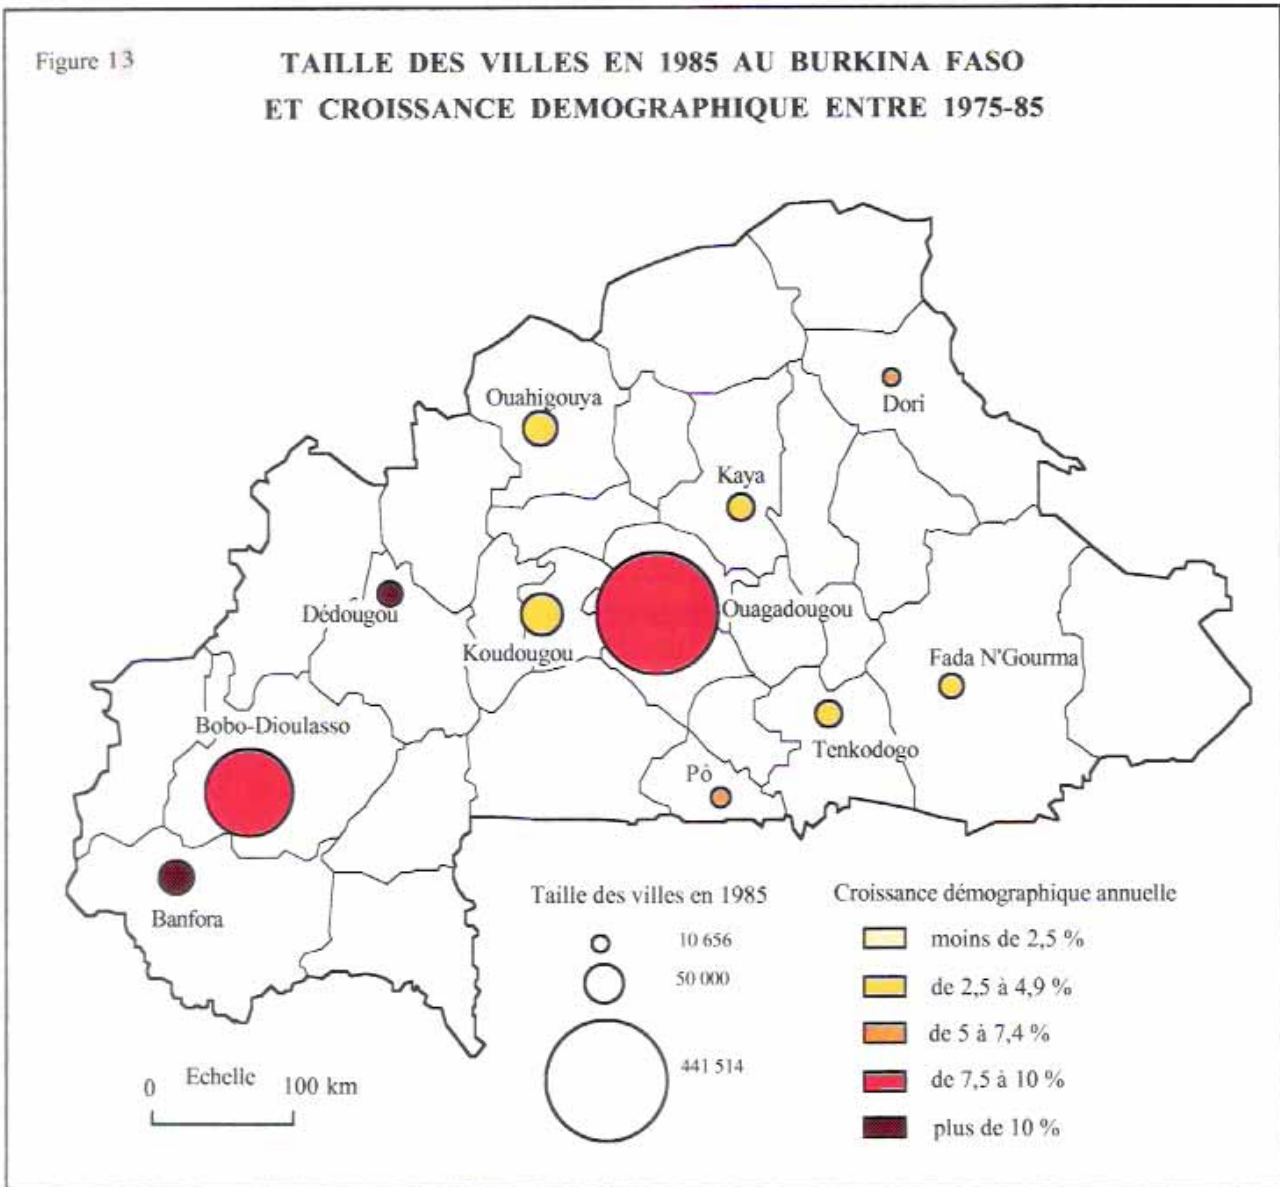 Figure 13
TAILLE DES VILLES EN 1985 AU BURKINA FASO
ET CROISSANCE DEMOGRAPHIQUE ENTRE 1975-85
Ouahigouya
Dori
Kaya
Dédougou
Koudougou
Ouagadougou
Fada N'Gourma
Bobo-Dioulasso
Tenkodogo
Pô
Banfora
Taille des villes en 1985
10 656
50 000
441 514
Croissance démographique annuelle
moins de 2,5 %
de 2,5 à 4,9 %
de 5 à 7,4 %
de 7,5 à 10 %
plus de 10 %
Echelle
0 100 km